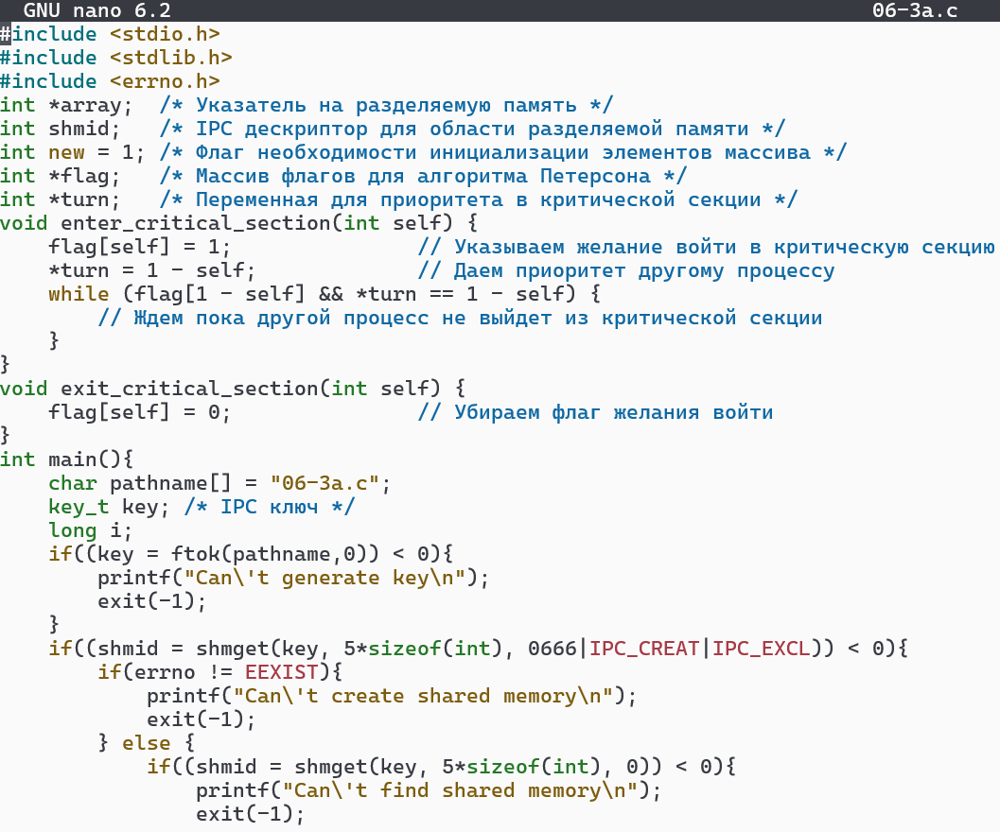 GNU nano 6.2 06-3a.c
#include <stdio.h>
#include <stdlib.h>
#include <errno.h>
int *array;  /* Указатель на разделяемую память */
int shmid;   /* IPC дескриптор для области разделяемой памяти */
int new = 1; /* Флаг необходимости инициализации элементов массива */
int *flag;   /* Массив флагов для алгоритма Петерсона */
int *turn;   /* Переменная для приоритета в критической секции */
void enter_critical_section(int self) {
    flag[self] = 1;               // Указываем желание войти в критическую секцию
    *turn = 1 - self;             // Даем приоритет другому процессу
    while (flag[1 - self] && *turn == 1 - self) {
        // Ждем пока другой процесс не выйдет из критической секции
    }
}
void exit_critical_section(int self) {
    flag[self] = 0;               // Убираем флаг желания войти
}
int main(){
    char pathname[] = "06-3a.c";
    key_t key; /* IPC ключ */
    long i;
    if((key = ftok(pathname,0)) < 0){
        printf("Can\'t generate key\n");
        exit(-1);
    }
    if((shmid = shmget(key, 5*sizeof(int), 0666|IPC_CREAT|IPC_EXCL)) < 0){
        if(errno != EEXIST){
            printf("Can\'t create shared memory\n");
            exit(-1);
        } else {
            if((shmid = shmget(key, 5*sizeof(int), 0)) < 0){
                printf("Can\'t find shared memory\n");
                exit(-1);